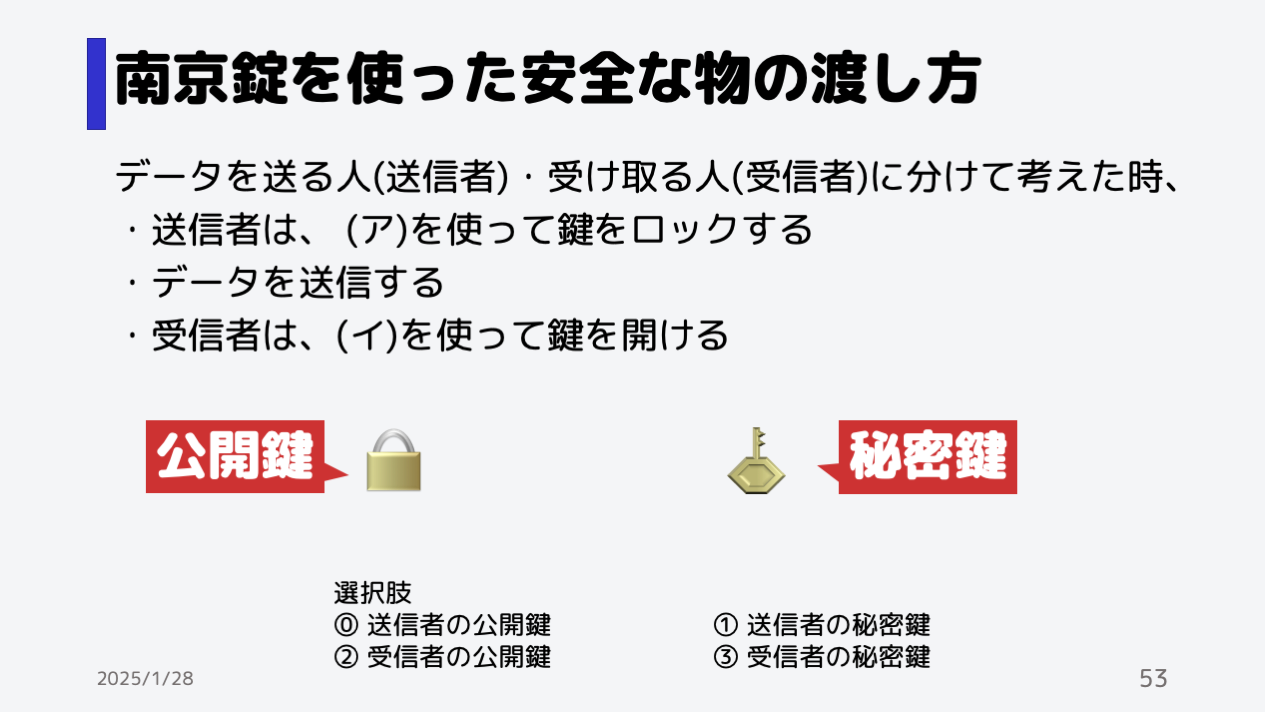 南京錠を使った安全な物の渡し方
データを送る人(送信者)・受け取る人(受信者)に分けて考えた時、
・送信者は、 (ア)を使って鍵をロックする
・データを送信する
・受信者は、(イ)を使って鍵を開ける
公開鍵
秘密鍵
選択肢
⓪ 送信者の公開鍵
① 送信者の秘密鍵
② 受信者の公開鍵
③ 受信者の秘密鍵
2025/1/28
53